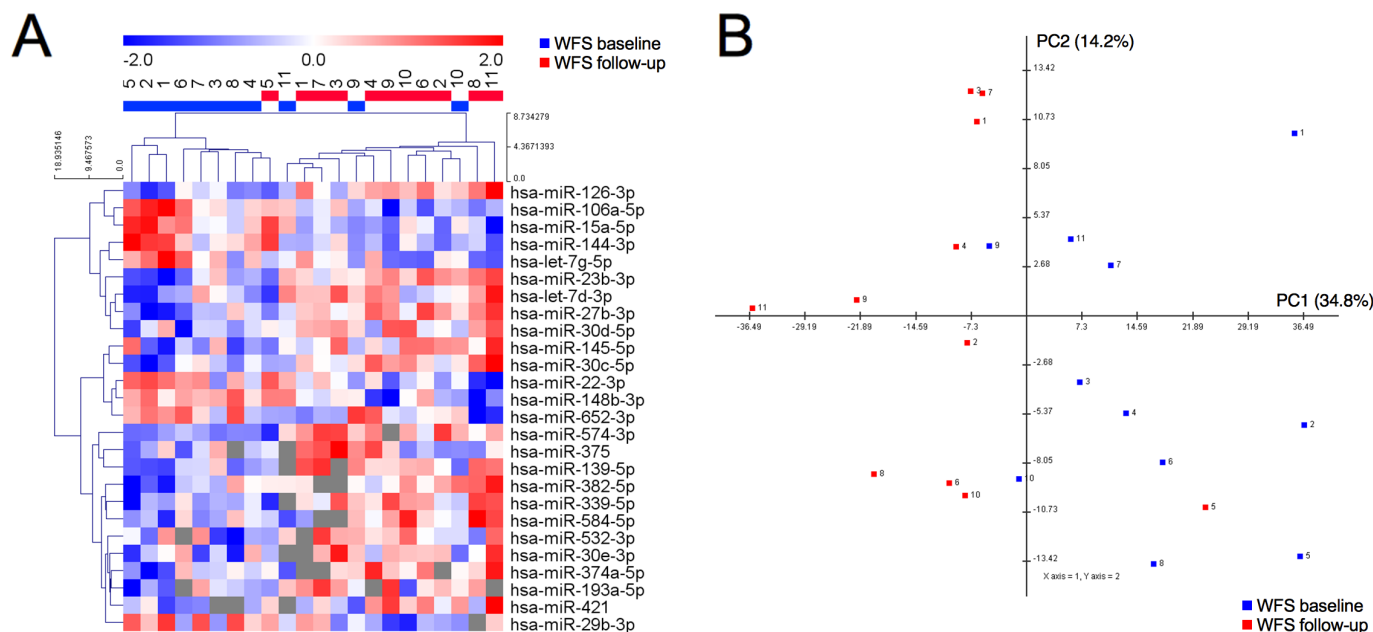 A
-2.0 0.0 2.0
WFS baseline
WFS follow-up
5 2 1 6 7 3 8 4 5 11 1 7 3 9 4 9 10 6 2 10 8 11
18.935146
9.467573
0.0
8.734279
4.3671393
0.0
hsa-miR-126-3p
hsa-miR-106a-5p
hsa-miR-15a-5p
hsa-miR-144-3p
hsa-let-7g-5p
hsa-miR-23b-3p
hsa-let-7d-3p
hsa-miR-27b-3p
hsa-miR-30d-5p
hsa-miR-145-5p
hsa-miR-30c-5p
hsa-miR-22-3p
hsa-miR-148b-3p
hsa-miR-652-3p
hsa-miR-574-3p
hsa-miR-375
hsa-miR-139-5p
hsa-miR-382-5p
hsa-miR-339-5p
hsa-miR-584-5p
hsa-miR-532-3p
hsa-miR-30e-3p
hsa-miR-374a-5p
hsa-miR-193a-5p
hsa-miR-421
hsa-miR-29b-3p
B
PC2 (14.2%)
13.42
3 7
10.73
1
1
8.05
5.37
11
4 9
7
2.68
PC1 (34.8%)
9
11
-36.49 -29.19 -21.89 -14.59 -7.3 7.3 14.59 21.89 29.19 36.49
2
-2.68
3
-5.37
4
2
-8.05
6
8
10
6
10
-10.73
5
-13.42
5
8
X axis = 1, Y axis = 2
WFS baseline
WFS follow-up